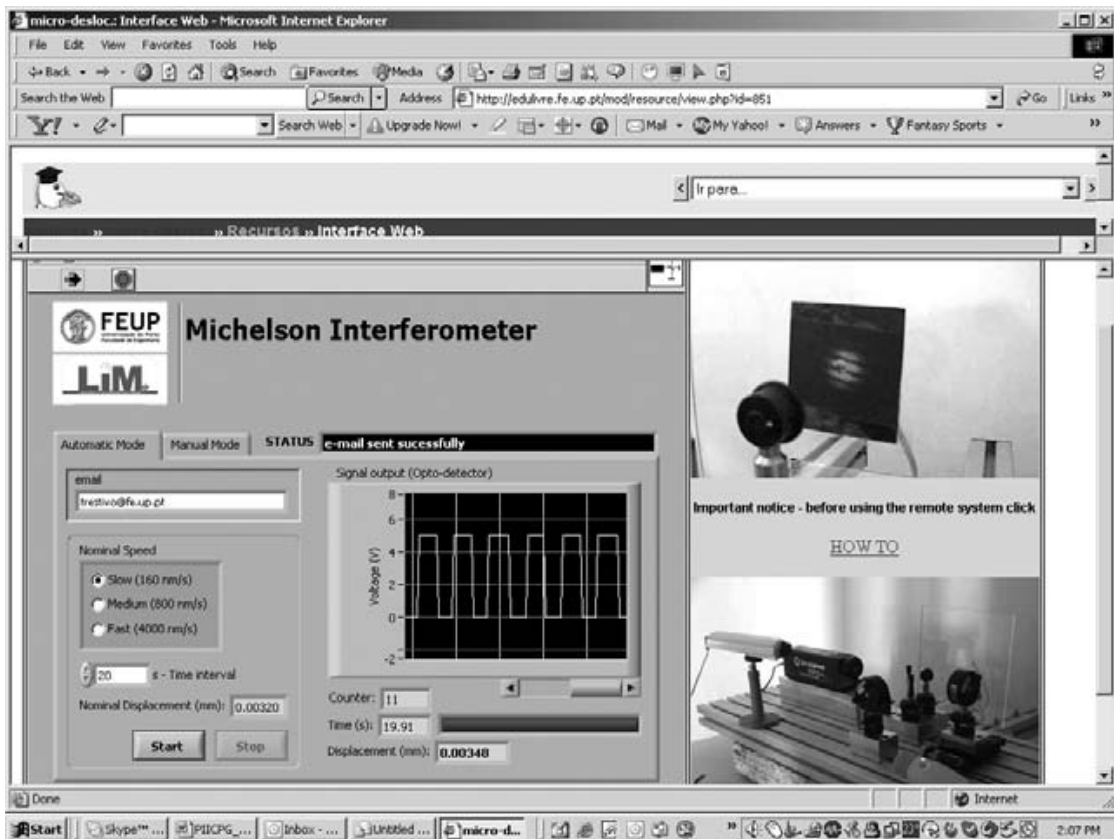 micro-desloc.: Interface Web - Microsoft Internet Explorer
File Edit View Favorites Tools Help
Back Search Favorites Media
Search the Web Search Address http://edulivre.fe.up.pt/mod/resource/view.php?id=851 Go Links »
Y! Search Web Upgrade Now! Mail My Yahoo! Answers Fantasy Sports »
Ir para...
» » Recursos » Interface Web
FEUP
Michelson Interferometer
LiM
Automatic Mode Manual Mode STATUS e-mail sent sucessfully
email
trestivo@fe.up.pt
Signal output (Opto-detector)
8
6
4
2
0
-2
Voltage (V)
Nominal Speed
Slow (160 nm/s)
Medium (800 nm/s)
Fast (4000 nm/s)
20 s - Time interval
Nominal Displacement (mm): 0.00320
Start Stop
Counter: 11
Time (s): 19.91
Displacement (mm): 0.00348
Important notice - before using the remote system click
HOW TO
Done Internet
Start Skype™ ... PIICPG_... Inbox - ... Untitled ... micro-d... » 2:07 PM